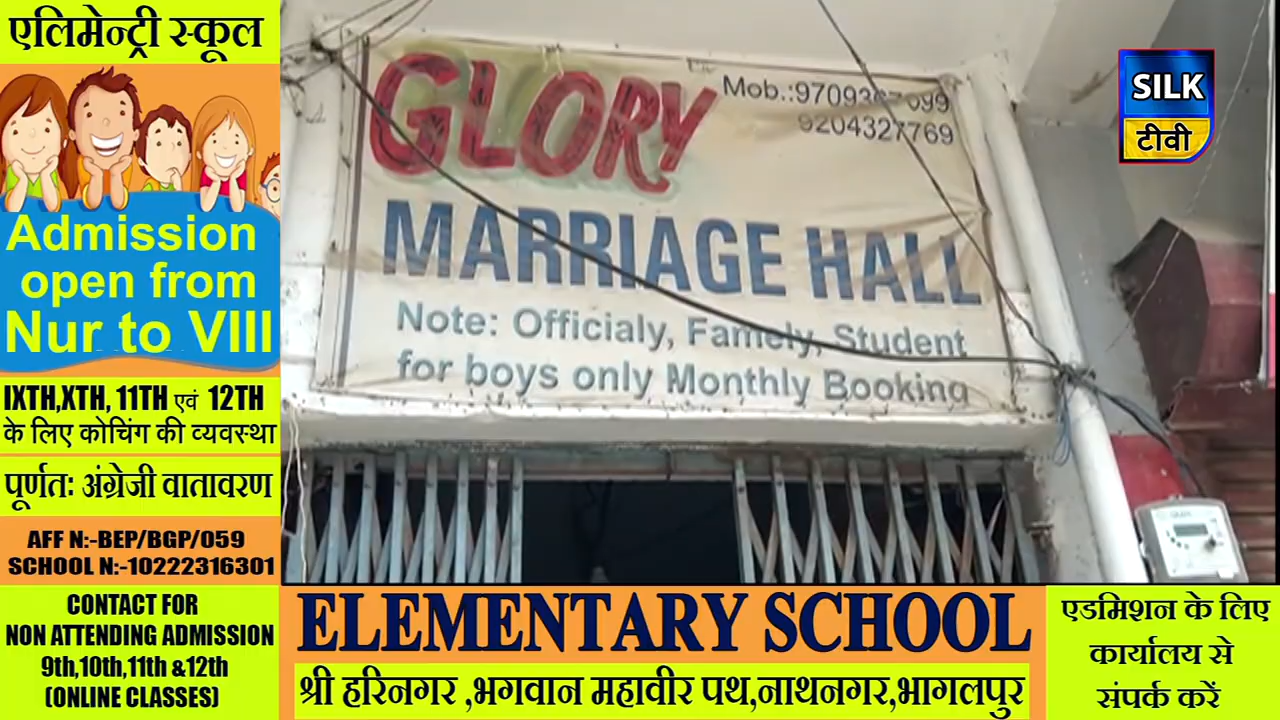 एलिमेन्ट्री स्कूल
Admission
open from
Nur to VIII
IXTH,XTH, 11TH एवं 12TH
के लिए कोचिंग की व्यवस्था
पूर्णतः अंग्रेजी वातावरण
AFF N:-BEP/BGP/059
SCHOOL N:-10222316301
CONTACT FOR
NON ATTENDING ADMISSION
9th,10th,11th &12th
(ONLINE CLASSES)
GLORY
Mob.:
9204327769
MARRIAGE HALL
Note: Officialy, Famely, Student
for boys only Monthly Booking
SILK
टीवी
ELEMENTARY SCHOOL
श्री हरिनगर ,भगवान महावीर पथ,नाथनगर,भागलपुर
एडमिशन के लिए
कार्यालय से
संपर्क करें